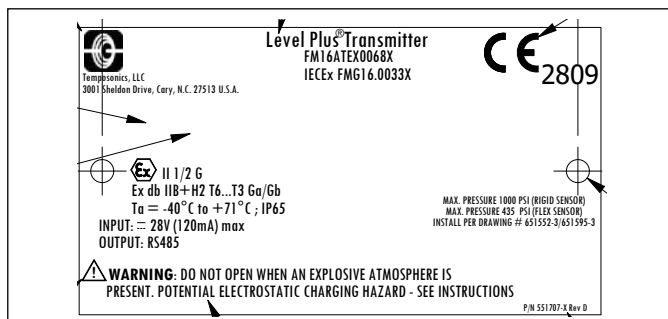 Level Plus® Transmitter
FM16ATEX0068X
IECEx FMG16.0033X
CE 2809
Temposonics, LLC
3001 Sheldon Drive, Cary, N.C. 27513 U.S.A.
Ex II 1/2 G
Ex db IIB+H2 T6...T3 Ga/Gb
Ta = -40°C to +71°C ; IP65
INPUT: ⎓ 28V (120mA) max
OUTPUT: RS485
MAX. PRESSURE 1000 PSI (RIGID SENSOR)
MAX. PRESSURE 435 PSI (FLEX SENSOR)
INSTALL PER DRAWING # 651552-3/651595-3
WARNING: DO NOT OPEN WHEN AN EXPLOSIVE ATMOSPHERE IS
PRESENT. POTENTIAL ELECTROSTATIC CHARGING HAZARD - SEE INSTRUCTIONS
P/N 551707-X Rev D